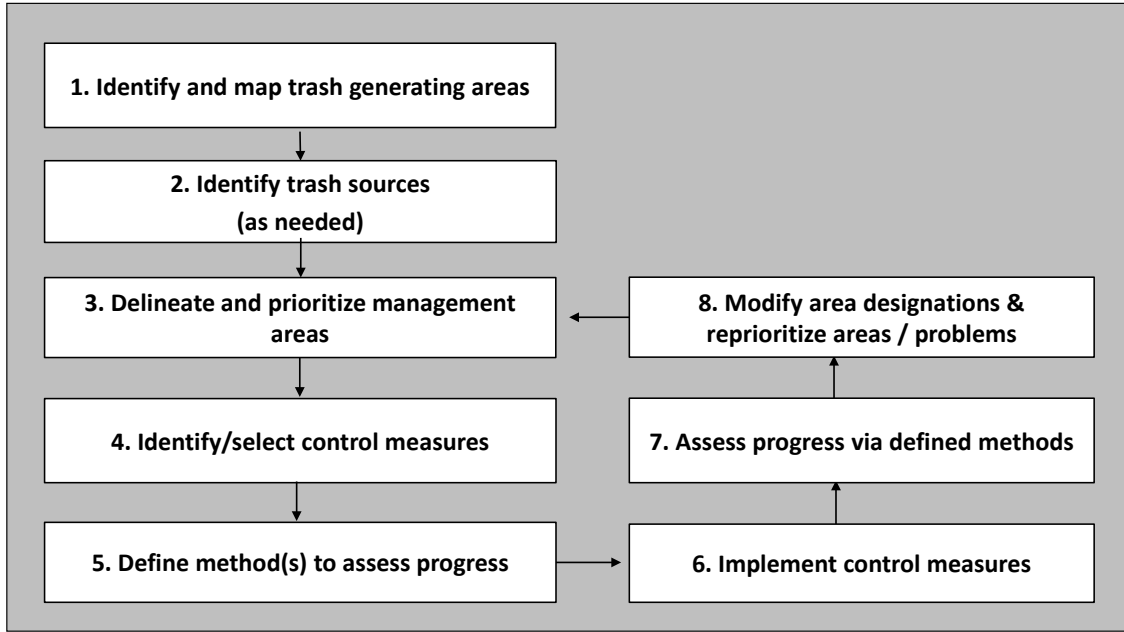 1. Identify and map trash generating areas
2. Identify trash sources
(as needed)
3. Delineate and prioritize management
areas
4. Identify/select control measures
5. Define method(s) to assess progress
6. Implement control measures
7. Assess progress via defined methods
8. Modify area designations &
reprioritize areas / problems